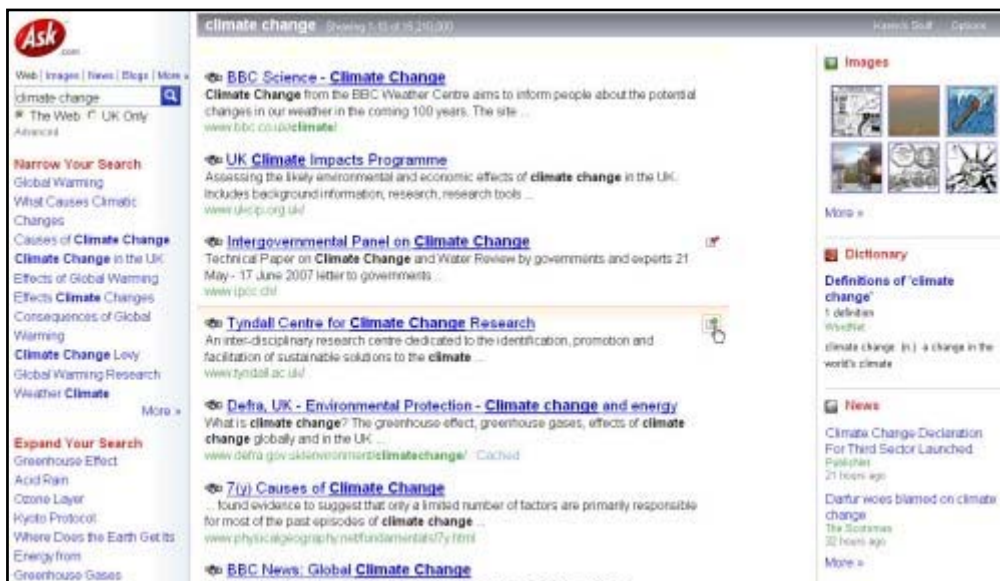 Ask
.com
Web | Images | News | Blogs | More »
climate change
The Web UK Only
Advanced
Narrow Your Search
Global Warming
What Causes Climatic
Changes
Causes of Climate Change
Climate Change in the UK
Effects of Global Warming
Effects Climate Changes
Consequences of Global
Warming
Climate Change Levy
Global Warming Research
Weather Climate
More »
Expand Your Search
Greenhouse Effect
Acid Rain
Ozone Layer
Kyoto Protocol
Where Does the Earth Get Its
Energy from
Greenhouse Gases
climate change Showing 1-10 of
Options
BBC Science - Climate Change
Climate Change from the BBC Weather Centre aims to inform people about the potential
changes in our weather in the coming 100 years. The site ...
www.bbc.co.uk/climate/
UK Climate Impacts Programme
Assessing the likely environmental and economic effects of climate change in the UK.
Includes background information, research, research tools ...
www.ukcip.org.uk/
Intergovernmental Panel on Climate Change
Technical Paper on Climate Change and Water Review by governments and experts 21
May - 17 June 2007 letter to governments ...
www.ipcc.ch/
Tyndall Centre for Climate Change Research
An inter-disciplinary research centre dedicated to the identification, promotion and
facilitation of sustainable solutions to the climate ...
www.tyndall.ac.uk/
Defra, UK - Environmental Protection - Climate change and energy
What is climate change? The greenhouse effect, greenhouse gases, effects of climate
change globally and in the UK ...
www.defra.gov.uk/environment/climatechange/ Cached
7(y) Causes of Climate Change
... found evidence to suggest that only a limited number of factors are primarily responsible
for most of the past episodes of climate change ...
www.physicalgeography.net/fundamentals/7y.html
BBC News: Global Climate Change
Images
More »
Dictionary
Definitions of 'climate
change'
1 definition
WordNet
climate change (n.) a change in the
world's climate
News
Climate Change Declaration
For Third Sector Launched
PublicNet
21 hours ago
Darfur woes blamed on climate
change
The Scotsman
32 hours ago
More »